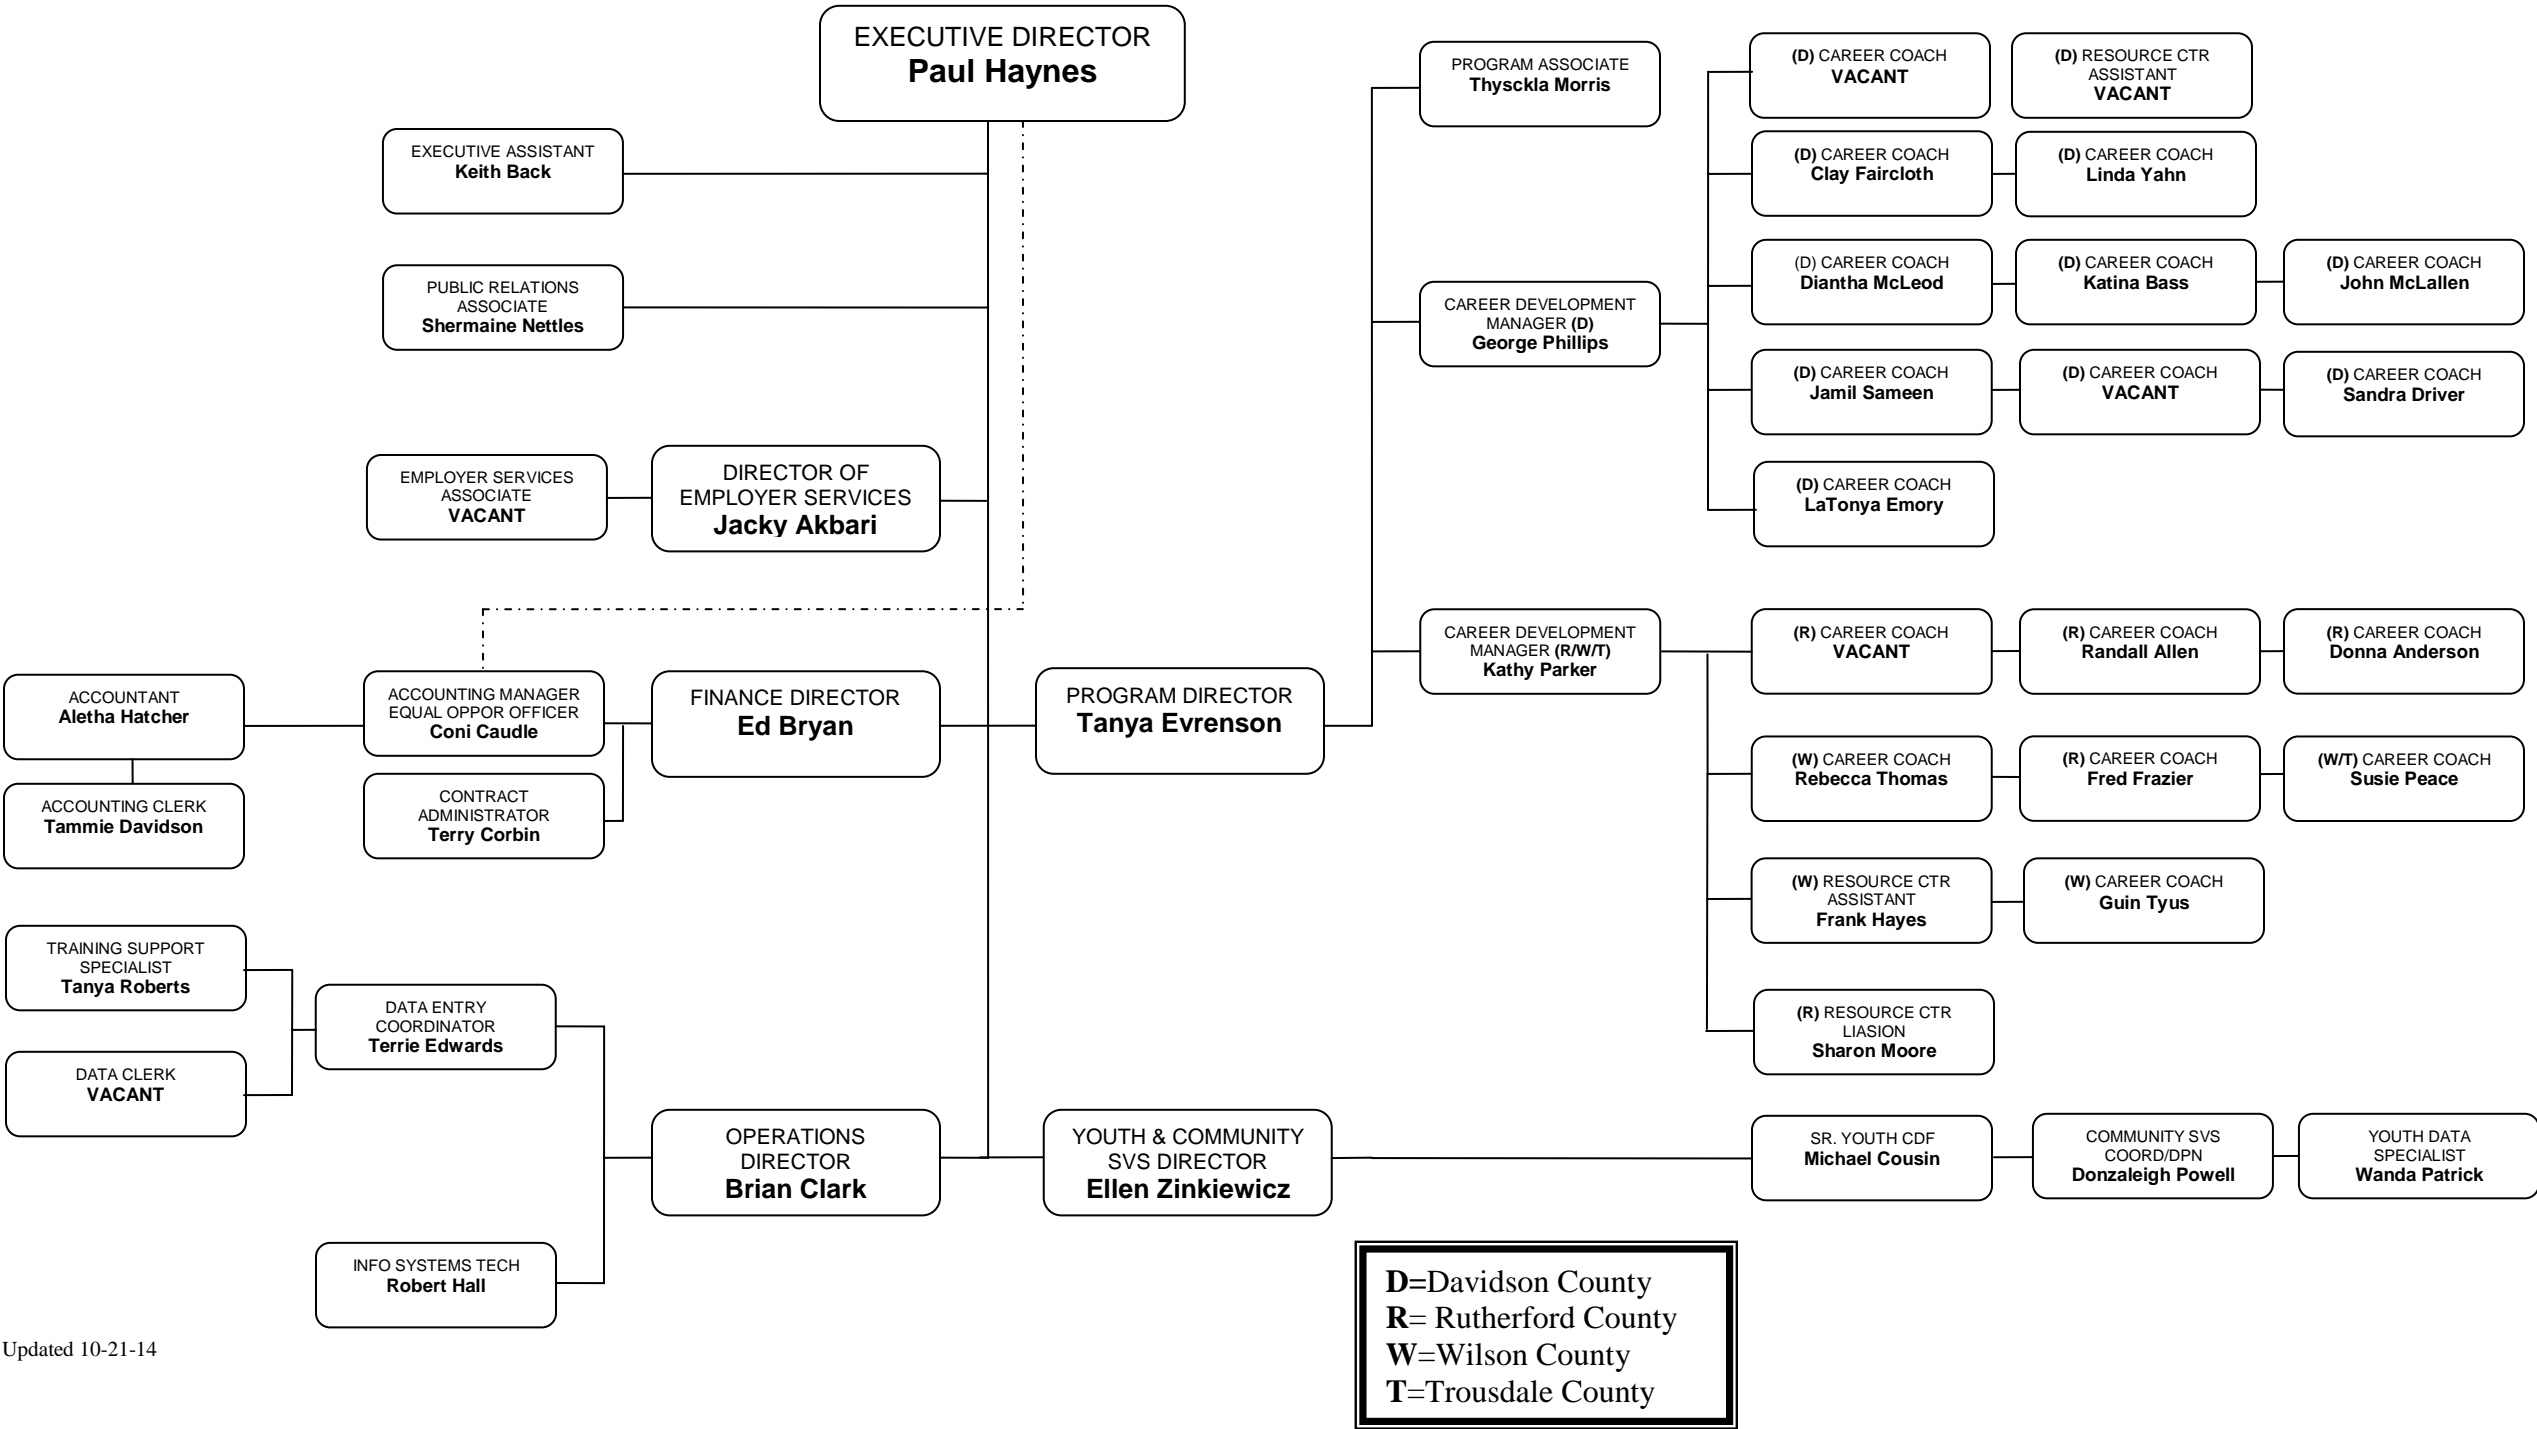 EXECUTIVE DIRECTOR
Paul Haynes
EXECUTIVE ASSISTANT
Keith Back
PUBLIC RELATIONS
ASSOCIATE
Shermaine Nettles
EMPLOYER SERVICES
ASSOCIATE
VACANT
DIRECTOR OF
EMPLOYER SERVICES
Jacky Akbari
ACCOUNTANT
Aletha Hatcher
ACCOUNTING CLERK
Tammie Davidson
ACCOUNTING MANAGER
EQUAL OPPOR OFFICER
Coni Caudle
CONTRACT
ADMINISTRATOR
Terry Corbin
FINANCE DIRECTOR
Ed Bryan
PROGRAM DIRECTOR
Tanya Evrenson
TRAINING SUPPORT
SPECIALIST
Tanya Roberts
DATA CLERK
VACANT
DATA ENTRY
COORDINATOR
Terrie Edwards
INFO SYSTEMS TECH
Robert Hall
OPERATIONS
DIRECTOR
Brian Clark
YOUTH & COMMUNITY
SVS DIRECTOR
Ellen Zinkiewicz
PROGRAM ASSOCIATE
Thysckla Morris
CAREER DEVELOPMENT
MANAGER (D)
George Phillips
CAREER DEVELOPMENT
MANAGER (R/W/T)
Kathy Parker
(D) CAREER COACH
VACANT
(D) RESOURCE CTR
ASSISTANT
VACANT
(D) CAREER COACH
Clay Faircloth
(D) CAREER COACH
Linda Yahn
(D) CAREER COACH
Diantha McLeod
(D) CAREER COACH
Katina Bass
(D) CAREER COACH
John McLallen
(D) CAREER COACH
Jamil Sameen
(D) CAREER COACH
VACANT
(D) CAREER COACH
Sandra Driver
(D) CAREER COACH
LaTonya Emory
(R) CAREER COACH
VACANT
(R) CAREER COACH
Randall Allen
(R) CAREER COACH
Donna Anderson
(W) CAREER COACH
Rebecca Thomas
(R) CAREER COACH
Fred Frazier
(W/T) CAREER COACH
Susie Peace
(W) RESOURCE CTR
ASSISTANT
Frank Hayes
(W) CAREER COACH
Guin Tyus
(R) RESOURCE CTR
LIASION
Sharon Moore
SR. YOUTH CDF
Michael Cousin
COMMUNITY SVS
COORD/DPN
Donzaleigh Powell
YOUTH DATA
SPECIALIST
Wanda Patrick
D=Davidson County
R= Rutherford County
W=Wilson County
T=Trousdale County
Updated 10-21-14